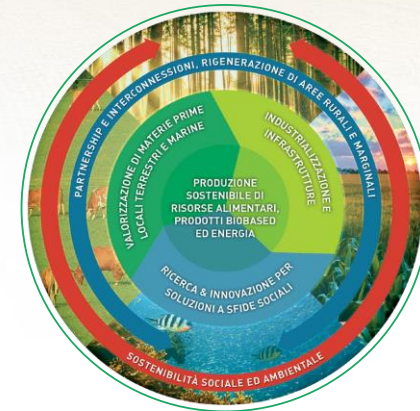 PARTNERSHIP E INTERCONNESSIONI, RIGENERAZIONE DI AREE RURALI E MARGINALI
VALORIZZAZIONE DI MATERIE PRIME
LOCALI TERRESTRI E MARINE
INDUSTRIALIZZAZIONE E
INFRASTRUTTURE
PRODUZIONE
SOSTENIBILE DI
RISORSE ALIMENTARI,
PRODOTTI BIOBASED
ED ENERGIA
RICERCA & INNOVAZIONE PER
SOLUZIONI A SFIDE SOCIALI
SOSTENIBILITÀ SOCIALE ED AMBIENTALE